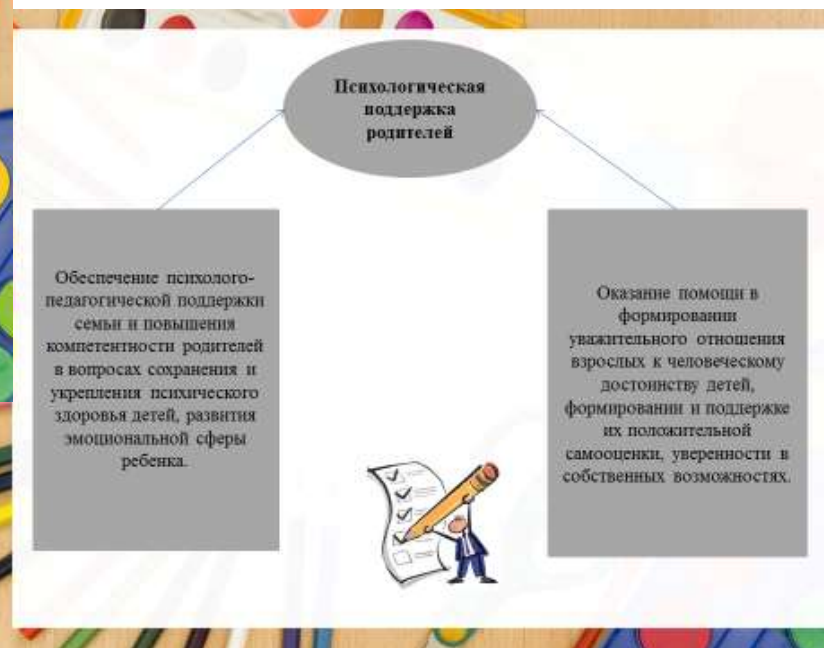 Психологическая
поддержка
родителей
Обеспечение психолого-
педагогической поддержки
семьи и повышения
компетентности родителей
в вопросах сохранения и
укрепления психического
здоровья детей, развития
эмоциональной сферы
ребенка.
Оказание помощи в
формировании
уважительного отношения
взрослых к человеческому
достоинству детей,
формировании и поддержке
их положительной
самооценки, уверенности в
собственных возможностях.